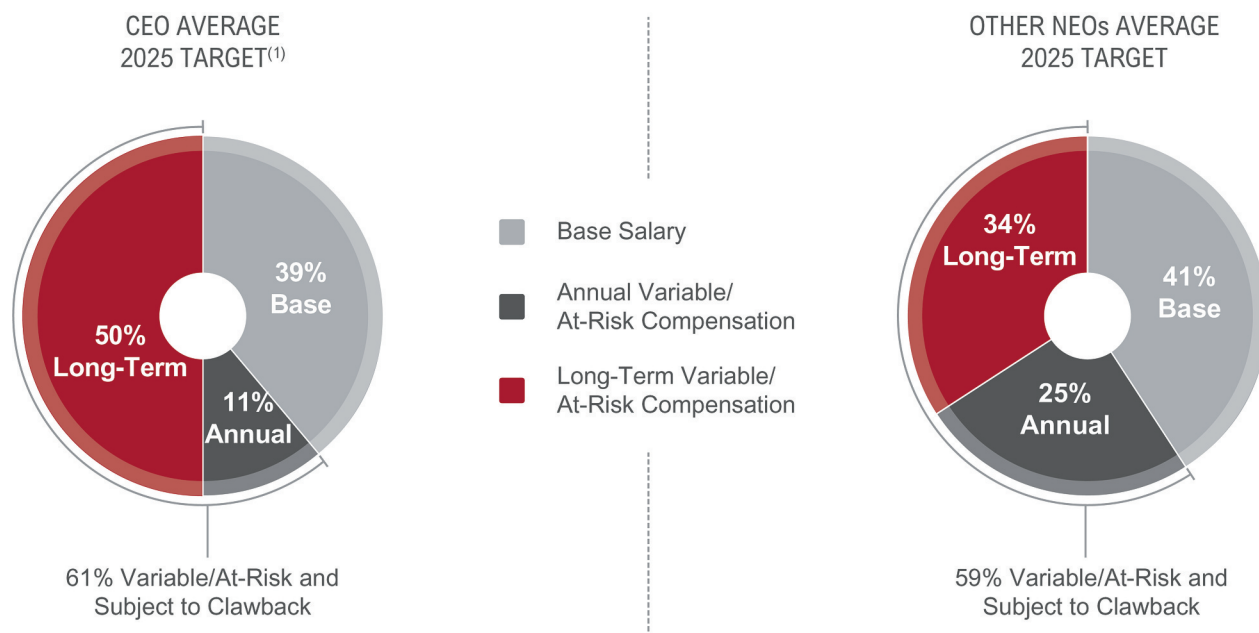 CEO AVERAGE
2025 TARGET(1)
39%
Base
50%
Long-Term
11%
Annual
61% Variable/At-Risk and
Subject to Clawback
Base Salary
Annual Variable/
At-Risk Compensation
Long-Term Variable/
At-Risk Compensation
OTHER NEOs AVERAGE
2025 TARGET
34%
Long-Term
41%
Base
25%
Annual
59% Variable/At-Risk and
Subject to Clawback